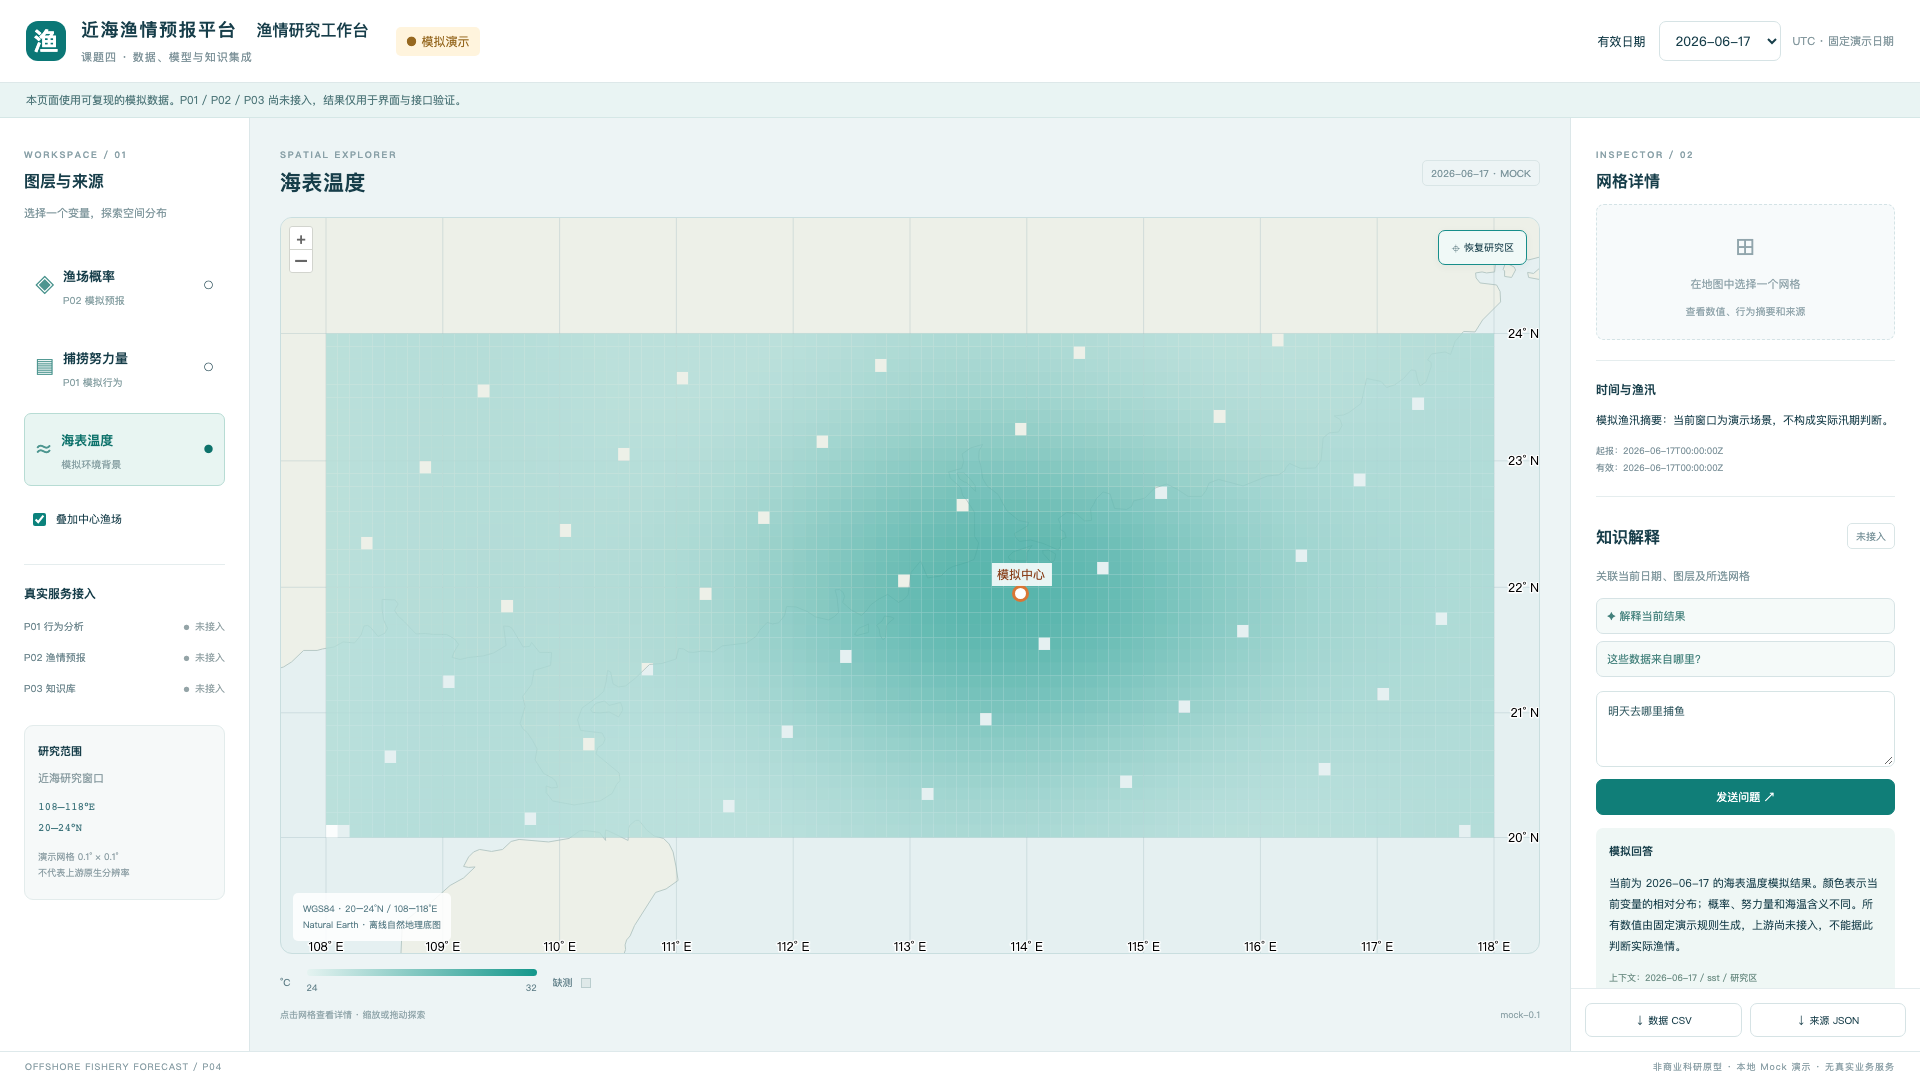 渔
近海渔情预报平台 渔情研究工作台
课题四 · 数据、模型与知识集成
模拟演示
有效日期
2026-06-17
UTC · 固定演示日期
本页面使用可复现的模拟数据。P01 / P02 / P03 尚未接入，结果仅用于界面与接口验证。
WORKSPACE / 01
图层与来源
选择一个变量，探索空间分布
渔场概率
P02 模拟预报
捕捞努力量
P01 模拟行为
海表温度
模拟环境背景
叠加中心渔场
真实服务接入
P01 行为分析 未接入
P02 渔情预报 未接入
P03 知识库 未接入
研究范围
近海研究窗口
108—118°E
20—24°N
演示网格 0.1° × 0.1°
不代表上游原生分辨率
SPATIAL EXPLORER
海表温度
2026-06-17 · MOCK
+
−
恢复研究区
24° N
23° N
22° N
21° N
20° N
模拟中心
WGS84 · 20—24°N / 108—118°E
Natural Earth · 离线自然地理底图
108° E 109° E 110° E 111° E 112° E 113° E 114° E 115° E 116° E 117° E 118° E
°C
24 32
缺测
点击网格查看详情 · 缩放或拖动探索
mock-0.1
INSPECTOR / 02
网格详情
在地图中选择一个网格
查看数值、行为摘要和来源
时间与渔汛
模拟渔汛摘要：当前窗口为演示场景，不构成实际汛期判断。
起报：2026-06-17T00:00:00Z
有效：2026-06-17T00:00:00Z
知识解释
未接入
关联当前日期、图层及所选网格
✦ 解释当前结果
这些数据来自哪里？
明天去哪里捕鱼
发送问题 ↗
模拟回答
当前为 2026-06-17 的海表温度模拟结果。颜色表示当
前变量的相对分布；概率、努力量和海温含义不同。所
有数值由固定演示规则生成，上游尚未接入，不能据此
判断实际渔情。
上下文：2026-06-17 / sst / 研究区
↓ 数据 CSV
↓ 来源 JSON
OFFSHORE FISHERY FORECAST / P04
非商业科研原型 · 本地 Mock 演示 · 无真实业务服务